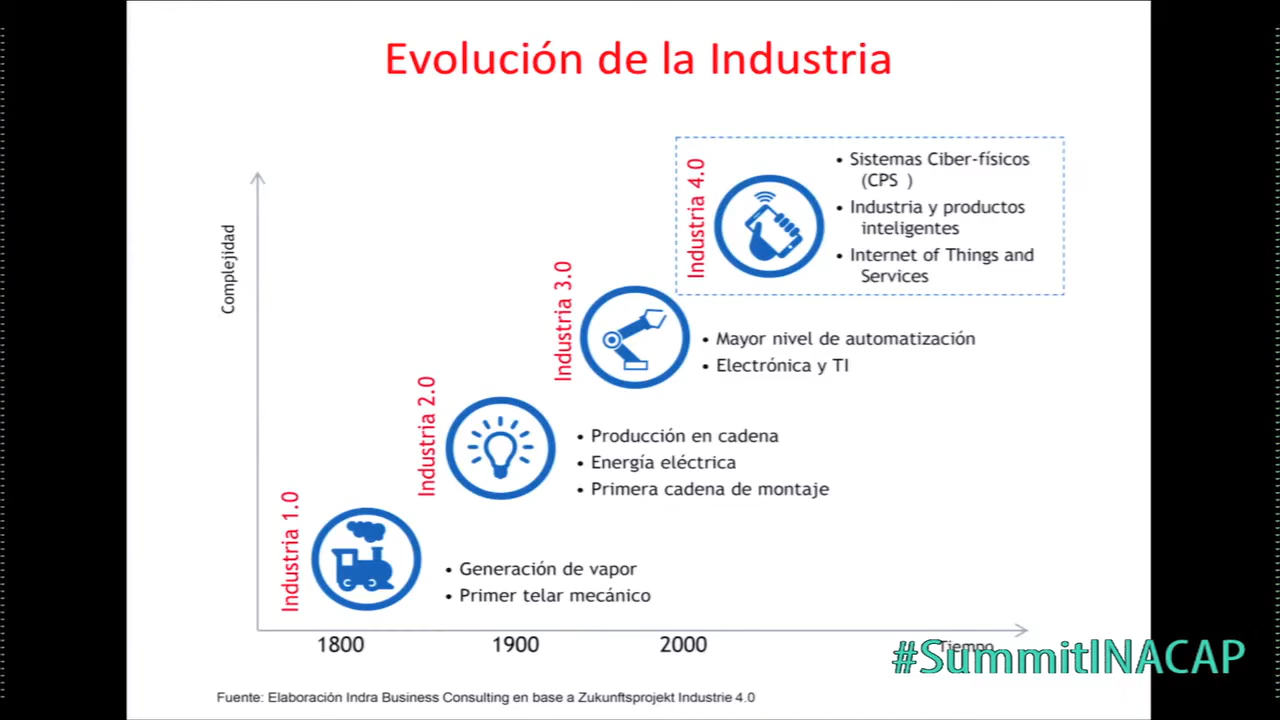 Evolución de la Industria
Complejidad
Industria 4.0
• Sistemas Ciber-físicos
(CPS )
• Industria y productos
inteligentes
• Internet of Things and
Services
Industria 3.0
• Mayor nivel de automatización
• Electrónica y TI
Industria 2.0
• Producción en cadena
• Energía eléctrica
• Primera cadena de montaje
Industria 1.0
• Generación de vapor
• Primer telar mecánico
1800
1900
2000
Tiempo
#SummitINACAP
Fuente: Elaboración Indra Business Consulting en base a Zukunftsprojekt Industrie 4.0